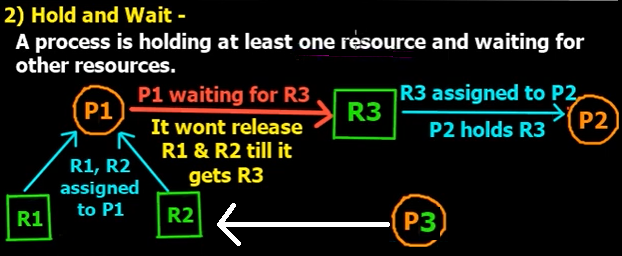 2) Hold and Wait -
A process is holding at least one resource and waiting for
other resources.
P1 waiting for R3
R3 assigned to P2
P1
R3
P2
It wont release
R1 & R2 till it
gets R3
P2 holds R3
R1, R2
assigned
to P1
R1
R2
P3